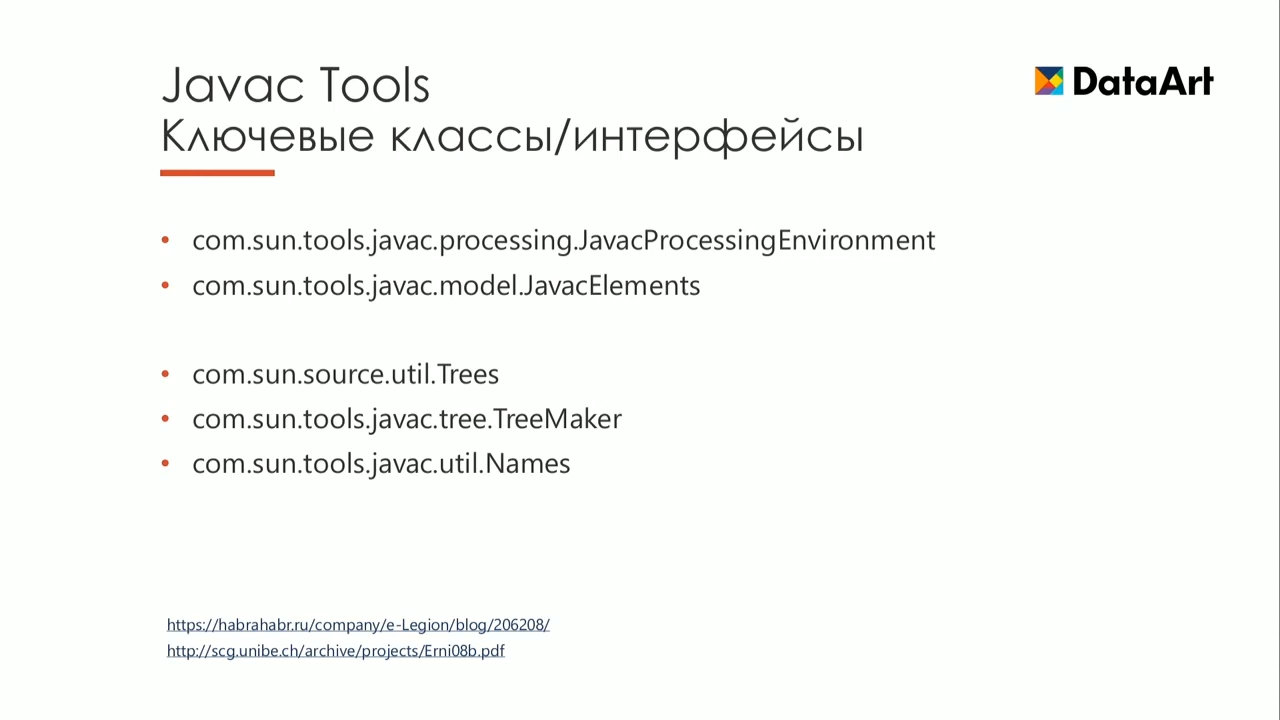 Javac Tools
DataArt
Ключевые классы/интерфейсы
• com.sun.tools.javac.processing.JavacProcessingEnvironment
• com.sun.tools.javac.model.JavacElements
• com.sun.source.util.Trees
• com.sun.tools.javac.tree.TreeMaker
• com.sun.tools.javac.util.Names
https://habrahabr.ru/company/e-Legion/blog/206208/
http://scg.unibe.ch/archive/projects/Erni08b.pdf